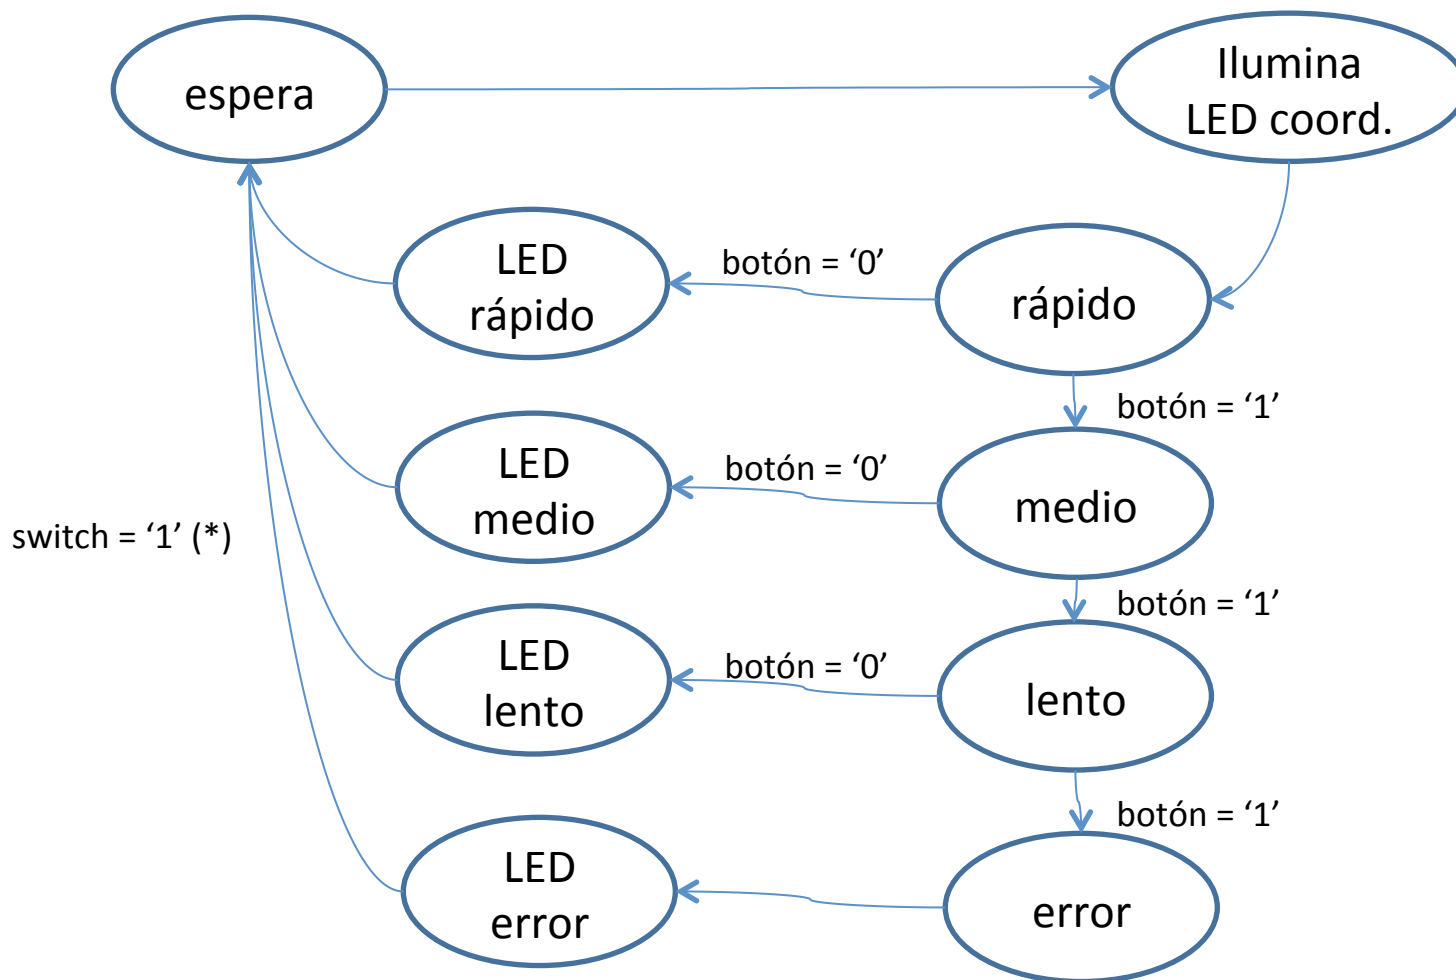 espera
Ilumina
LED coord.
LED
rápido
botón = ‘0’
rápido
botón = ‘1’
LED
medio
botón = ‘0’
medio
switch = ‘1’ (*)
botón = ‘1’
LED
lento
botón = ‘0’
lento
botón = ‘1’
LED
error
error